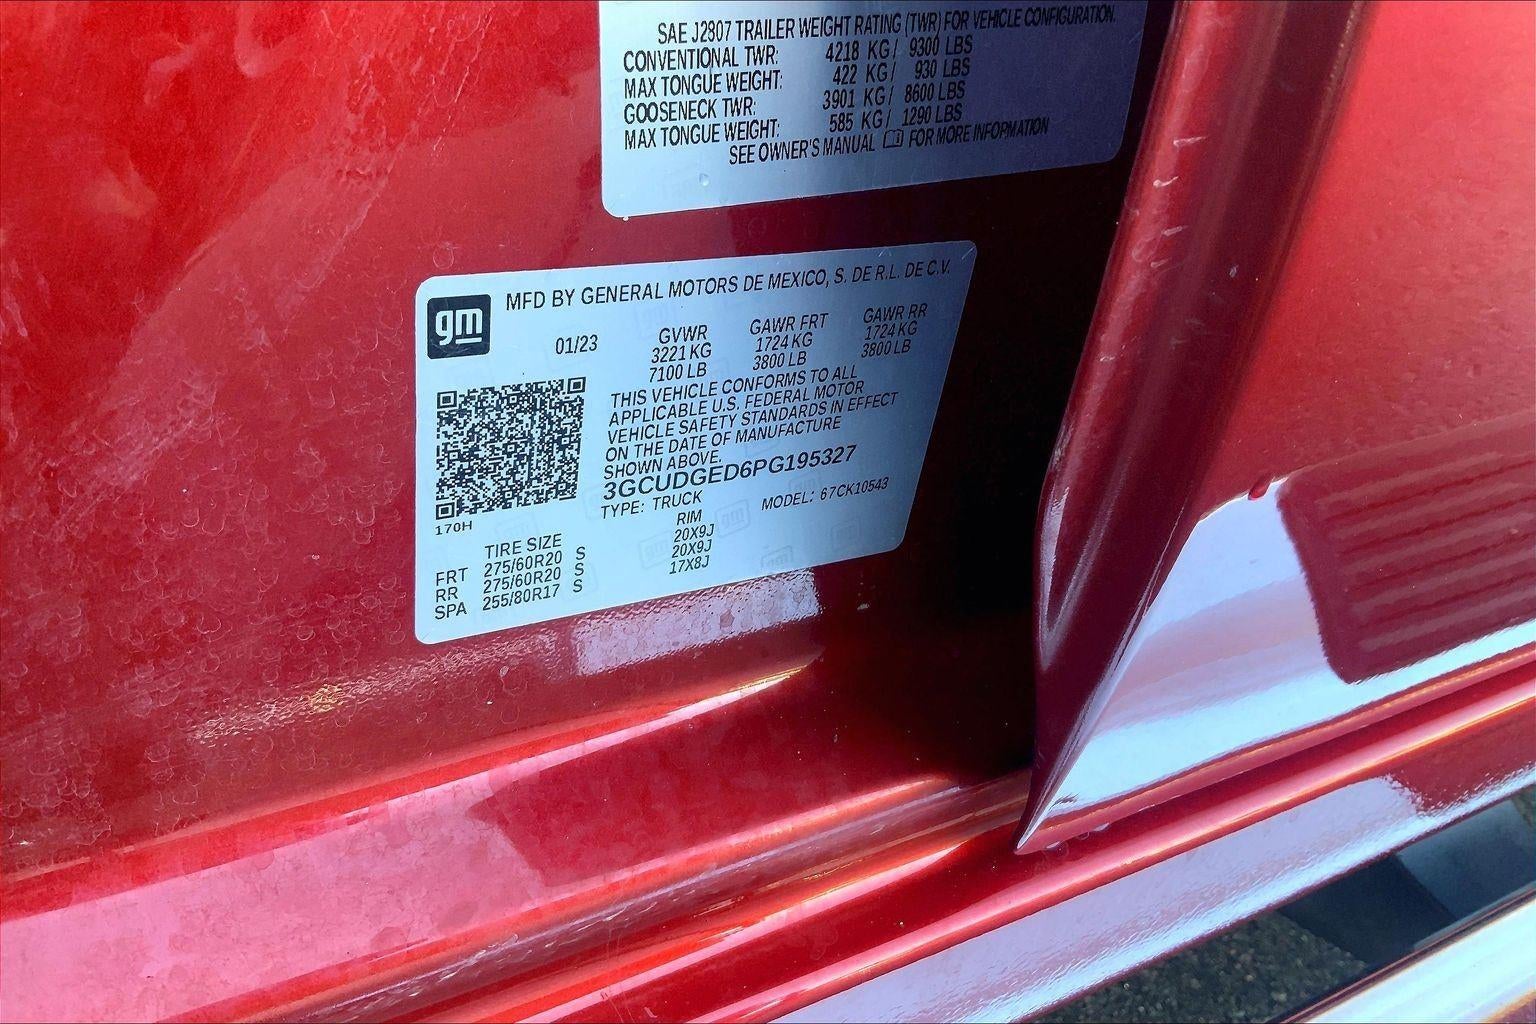 SAE J2807 TRAILER WEIGHT RATING (TWR) FOR VEHICLE CONFIGURATION.
CONVENTIONAL TWR: 4218 KG/ 9300 LBS
MAX TONGUE WEIGHT: 422 KG/ 930 LBS
GOOSENECK TWR: 3901 KG/ 8600 LBS
MAX TONGUE WEIGHT: 585 KG/ 1290 LBS
SEE OWNER'S MANUAL FOR MORE INFORMATION
gm
MFD BY GENERAL MOTORS DE MEXICO, S. DE R.L. DE C.V.
01/23
GVWR GAWR FRT GAWR RR
3221 KG 1724 KG 1724 KG
7100 LB 3800 LB 3800 LB
THIS VEHICLE CONFORMS TO ALL
APPLICABLE U.S. FEDERAL MOTOR
VEHICLE SAFETY STANDARDS IN EFFECT
ON THE DATE OF MANUFACTURE
SHOWN ABOVE.
3GCUDGED6PG195327
TYPE: TRUCK MODEL: 67CK10543
170H
TIRE SIZE RIM
FRT 275/60R20 S 20X9J
RR 275/60R20 S 20X9J
SPA 255/80R17 S 17X8J